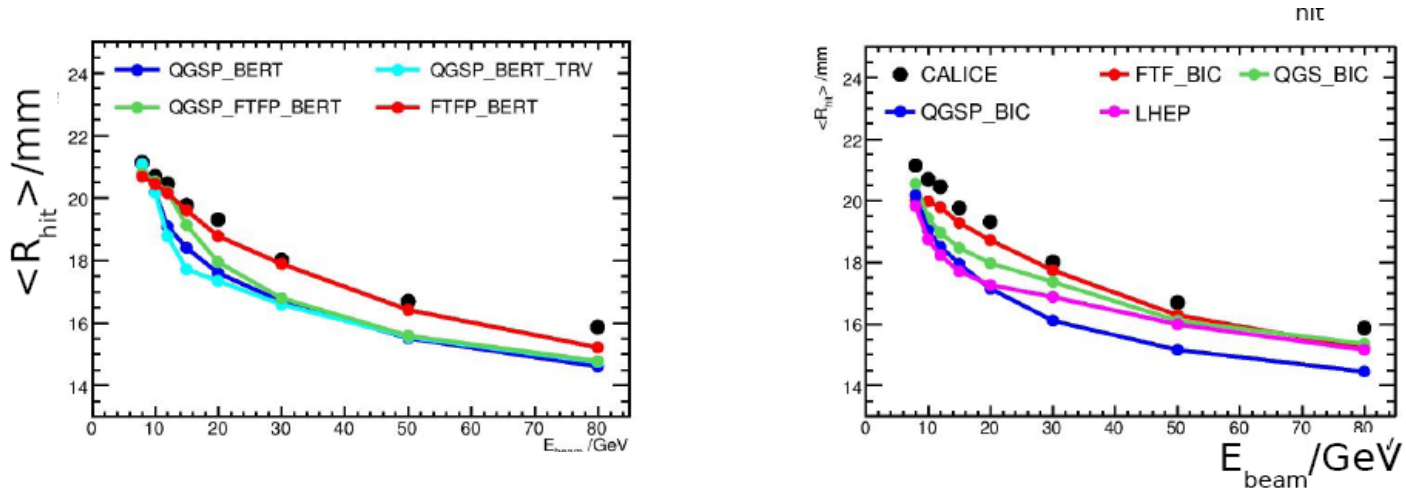 hit
QGSP_BERT QGSP_BERT_TRV
QGSP_FTFP_BERT FTFP_BERT
<R_hit>/mm
24
22
20
18
16
14
0 10 20 30 40 50 60 70 80
E_beam/GeV
CALICE FTF_BIC QGS_BIC
QGSP_BIC LHEP
<R_hit>/mm
24
22
20
18
16
14
0 10 20 30 40 50 60 70 80
E_beam/GeV